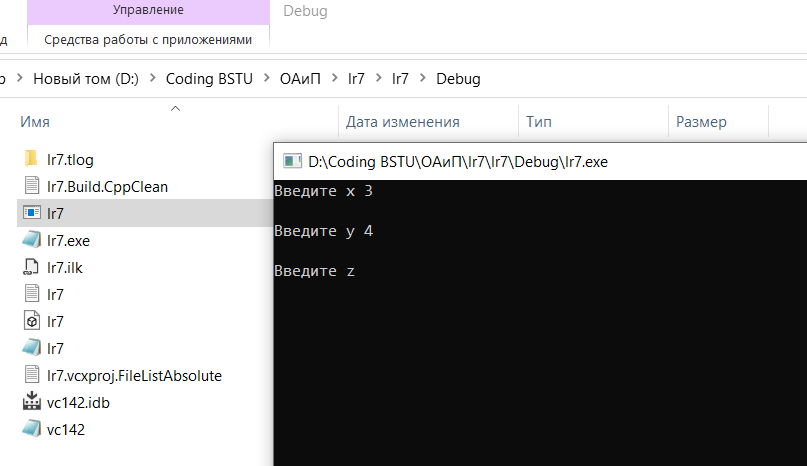 Управление
Debug
д
Средства работы с приложениями
р > Новый том (D:) > Coding BSTU > ОАиП > lr7 > lr7 > Debug
Имя
Дата изменения
Тип
Размер
lr7.tlog
lr7.Build.CppClean
lr7
lr7.exe
lr7.ilk
lr7
lr7
lr7
lr7.vcxproj.FileListAbsolute
vc142.idb
vc142
D:\Coding BSTU\ОАиП\lr7\lr7\Debug\lr7.exe
Введите x 3
Введите y 4
Введите z